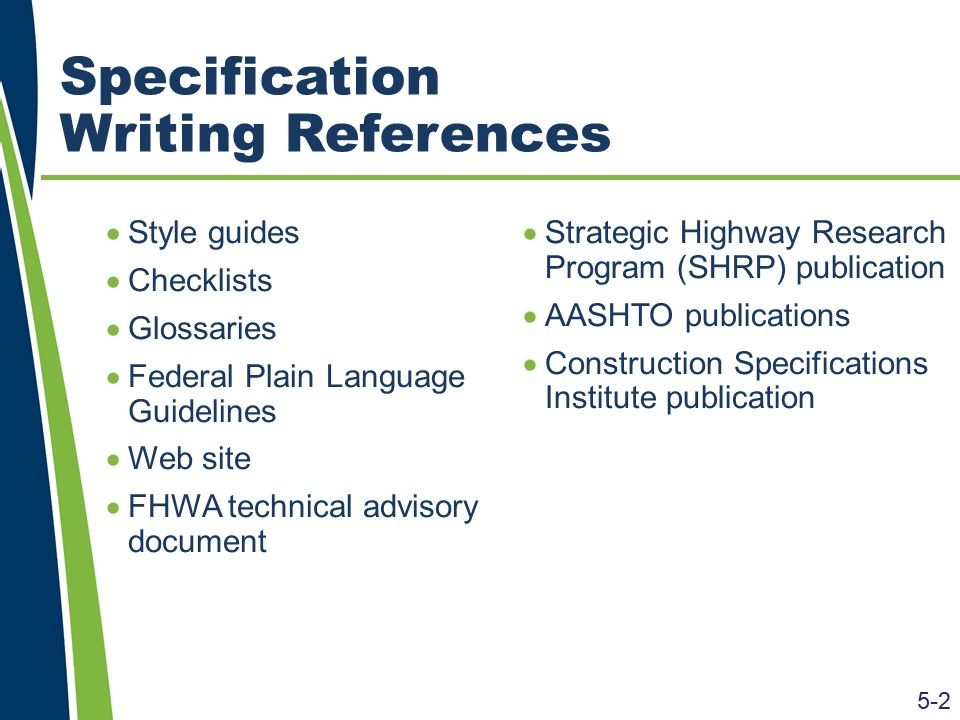 Specification
Writing References
• Style guides
• Checklists
• Glossaries
• Federal Plain Language
Guidelines
• Web site
• FHWA technical advisory
document
• Strategic Highway Research
Program (SHRP) publication
• AASHTO publications
• Construction Specifications
Institute publication
5-2